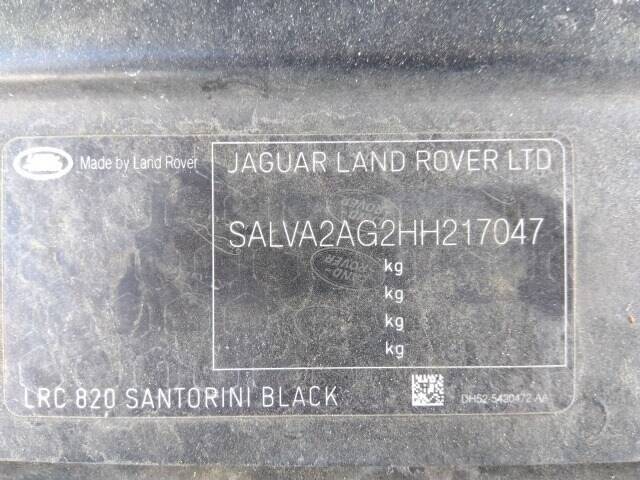 Made by Land Rover
JAGUAR LAND ROVER LTD
SALVA2AG2HH217047
kg
kg
kg
kg
LRC 820 SANTORINI BLACK
DH52-5430472-AA